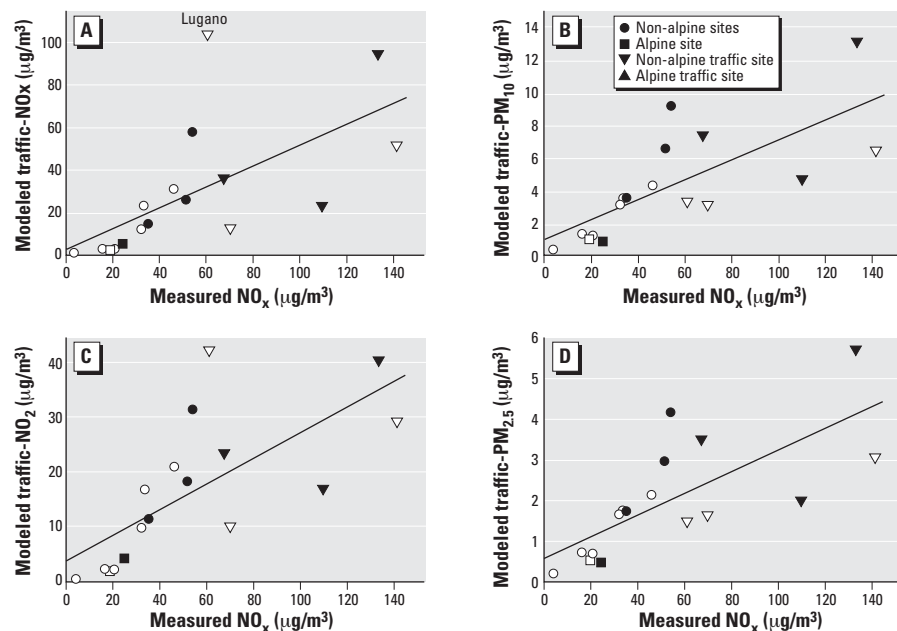 A
Lugano
Modeled traffic-NOx (μg/m³)
100
80
60
40
20
0
0 20 40 60 80 100 120 140
Measured NOₓ (μg/m³)
B
Non-alpine sites
Alpine site
Non-alpine traffic site
Alpine traffic site
Modeled traffic-PM₁₀ (μg/m³)
14
12
10
8
6
4
2
0
0 20 40 60 80 100 120 140
Measured NOₓ (μg/m³)
C
Modeled traffic-NO₂ (μg/m³)
40
30
20
10
0
0 20 40 60 80 100 120 140
Measured NOₓ (μg/m³)
D
Modeled traffic-PM₂.₅ (μg/m³)
6
5
4
3
2
1
0
0 20 40 60 80 100 120 140
Measured NOₓ (μg/m³)